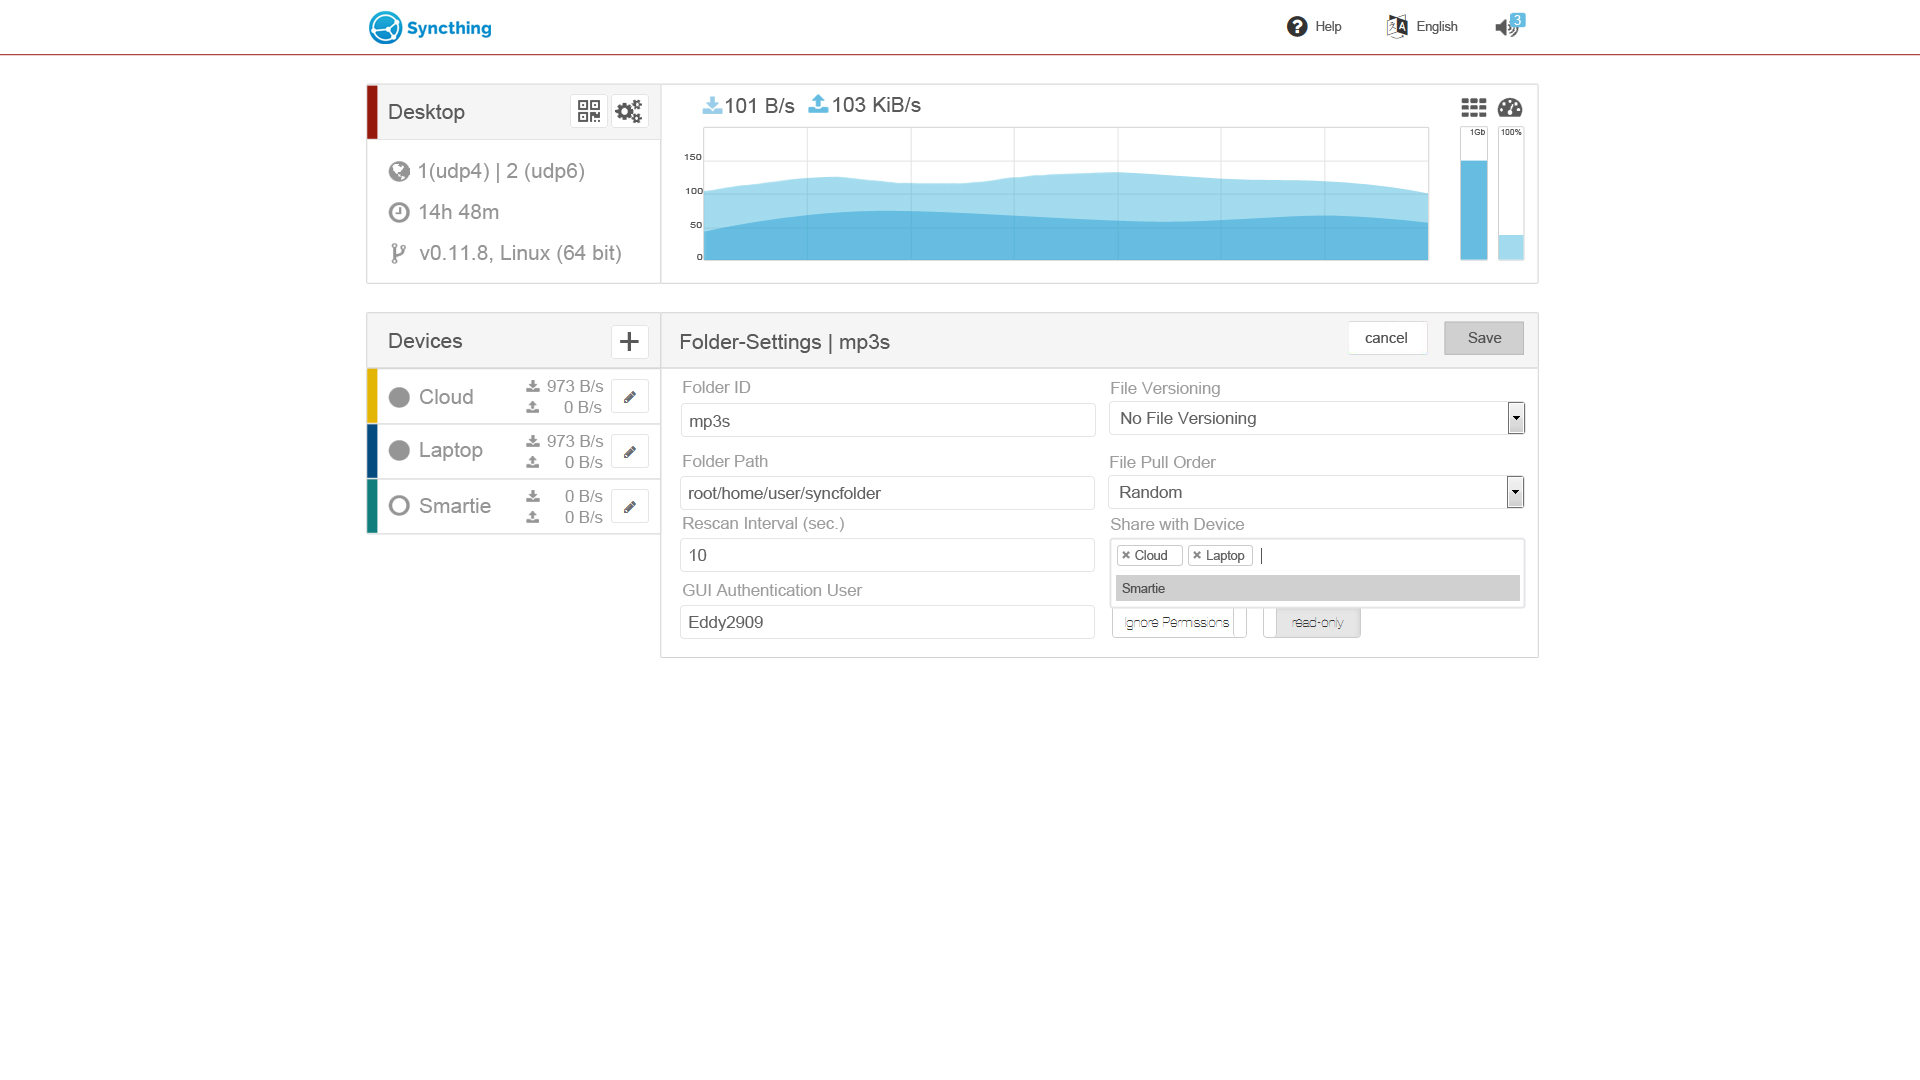 Syncthing
Help
English
3
Desktop
1(udp4) | 2 (udp6)
14h 48m
v0.11.8, Linux (64 bit)
101 B/s 103 KiB/s
150
100
50
0
1Gb
100%
Devices
Cloud
973 B/s
0 B/s
Laptop
973 B/s
0 B/s
Smartie
0 B/s
0 B/s
Folder-Settings | mp3s
cancel
Save
Folder ID
mp3s
Folder Path
root/home/user/syncfolder
Rescan Interval (sec.)
10
GUI Authentication User
Eddy2909
File Versioning
No File Versioning
File Pull Order
Random
Share with Device
Cloud Laptop
Smartie
Ignore Permissions
read-only